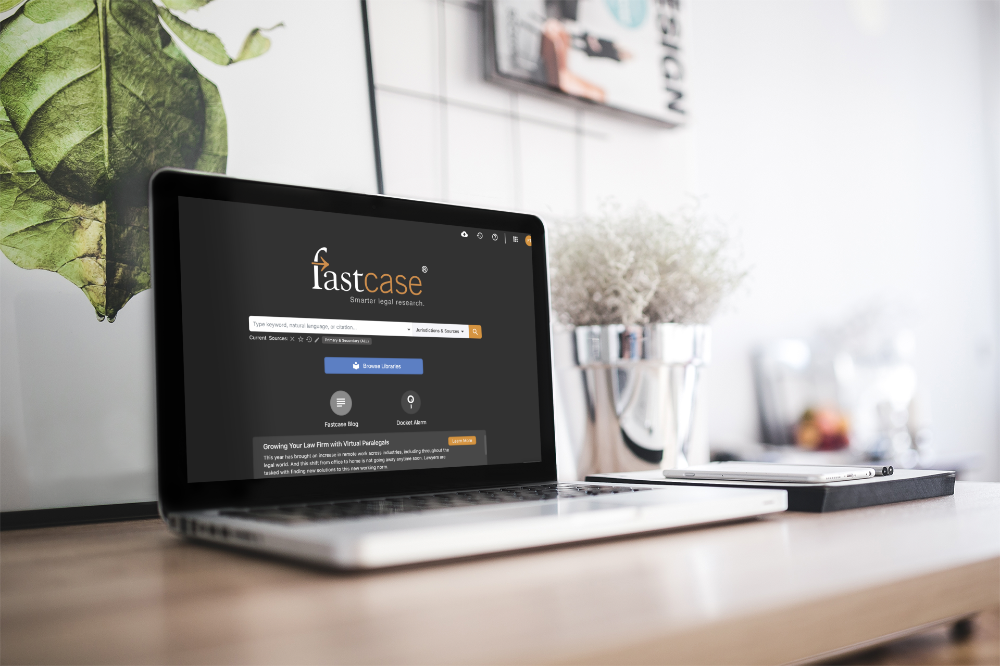 ESIGN
FT
fastcase®
Smarter legal research.
Type keyword, natural language, or citation...
Jurisdictions & Sources
Current Sources:
Primary & Secondary (ALL)
Browse Libraries
Fastcase Blog
Docket Alarm
Growing Your Law Firm with Virtual Paralegals
Learn More
This year has brought an increase in remote work across industries, including throughout the
legal world. And this shift from office to home is not going away anytime soon. Lawyers are
tasked with finding new solutions to this new working norm.